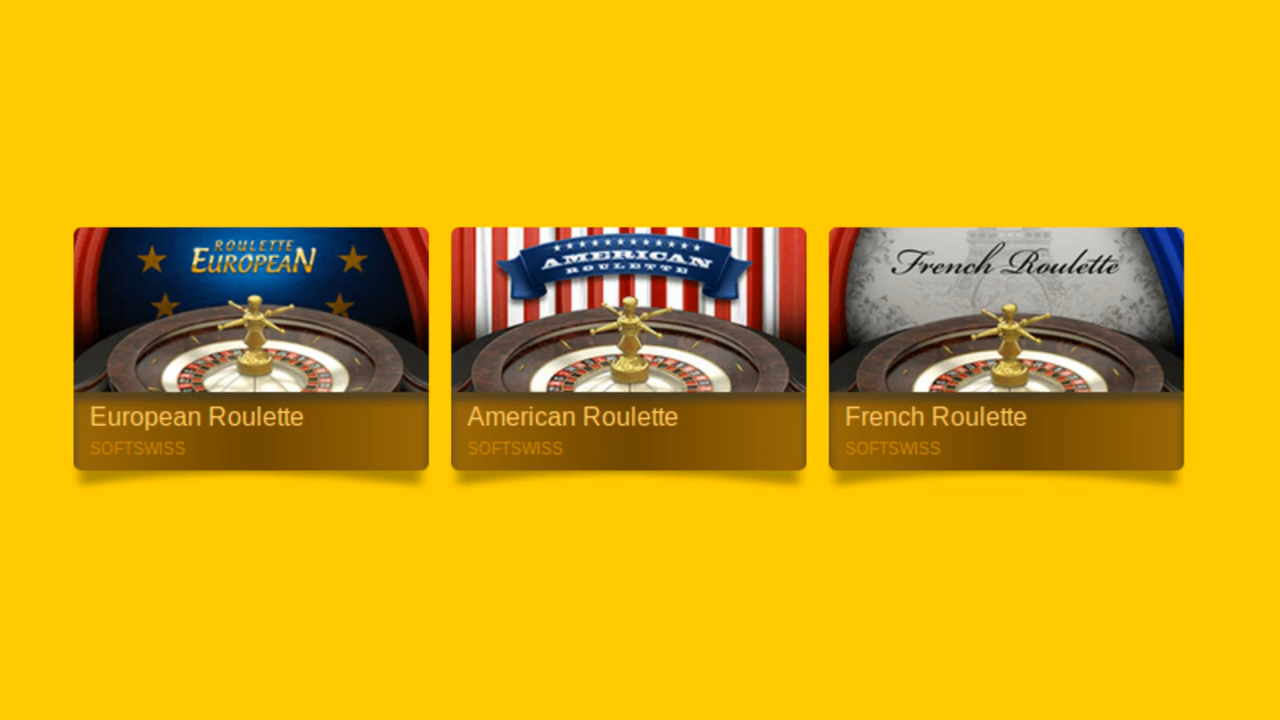 ROULETTE
EUROPEAN
European Roulette
SOFTSWISS
AMERICAN
ROULETTE
American Roulette
SOFTSWISS
French Roulette
French Roulette
SOFTSWISS